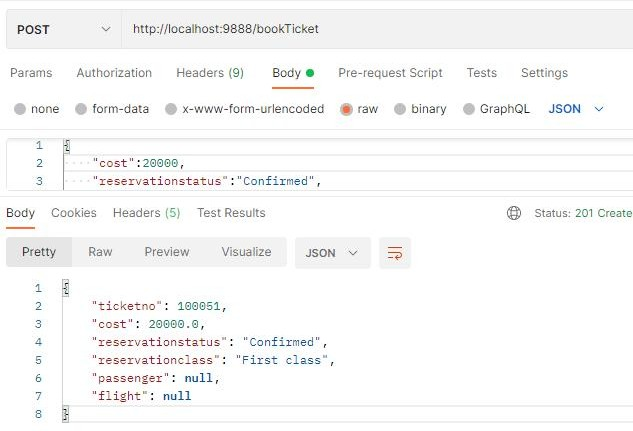 POST http://localhost:9888/bookTicket
Params Authorization Headers (9) Body Pre-request Script Tests Settings
none form-data x-www-form-urlencoded raw binary GraphQL JSON
1 {
2 "cost":20000,
3 "reservationstatus":"Confirmed",
Body Cookies Headers (5) Test Results Status: 201 Create
Pretty Raw Preview Visualize JSON
1 {
2 "ticketno": 100051,
3 "cost": 20000.0,
4 "reservationstatus": "Confirmed",
5 "reservationclass": "First class",
6 "passenger": null,
7 "flight": null
8 }